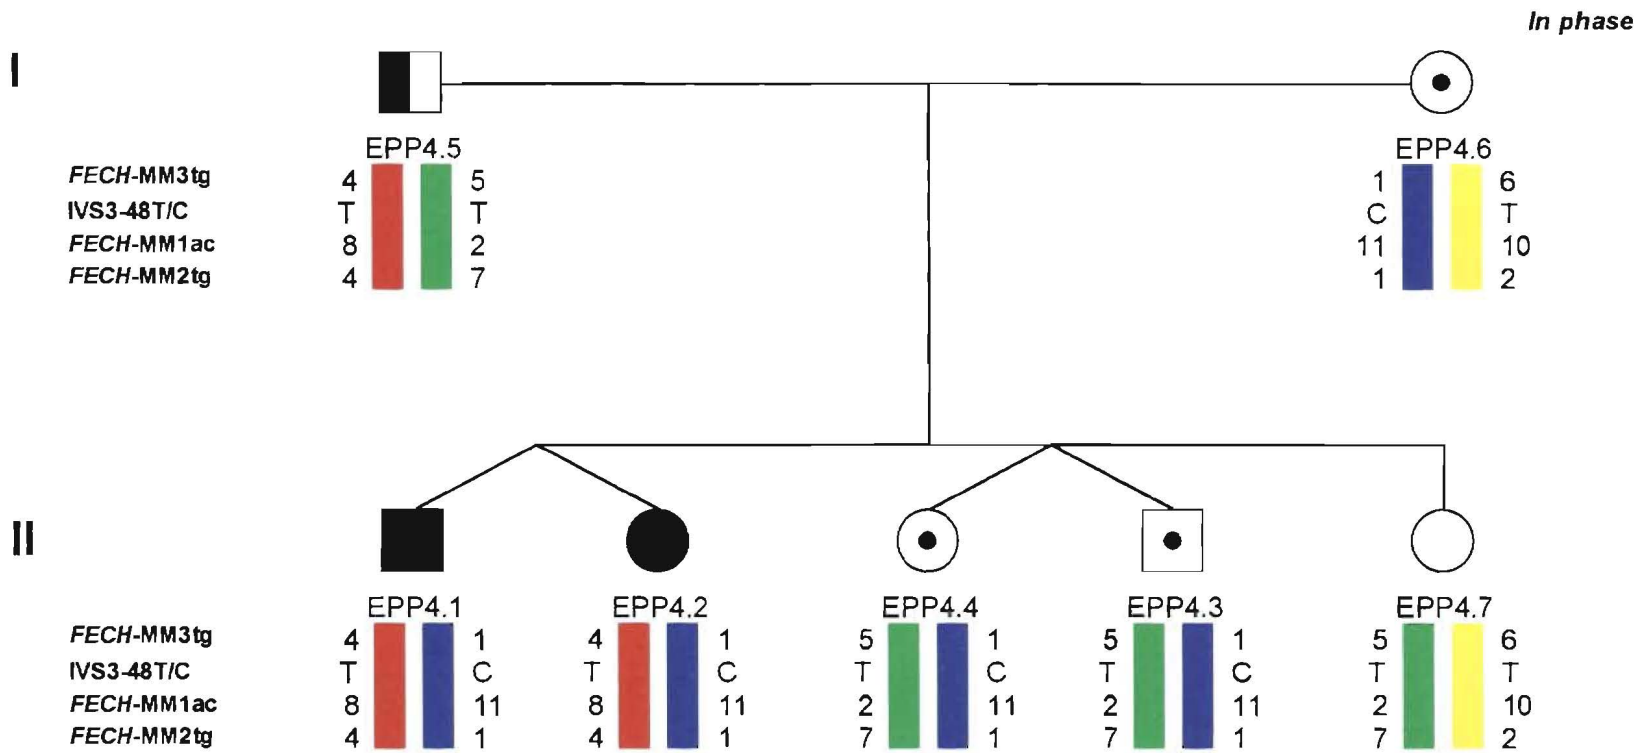 In phase
I
EPP4.5 EPP4.6
FECH-MM3tg 4 5 1 6
IVS3-48T/C T T C T
FECH-MM1ac 8 2 11 10
FECH-MM2tg 4 7 1 2
II
EPP4.1 EPP4.2 EPP4.4 EPP4.3 EPP4.7
FECH-MM3tg 4 1 4 1 5 1 5 1 5 6
IVS3-48T/C T C T C T C T C T T
FECH-MM1ac 8 11 8 11 2 11 2 11 2 10
FECH-MM2tg 4 1 4 1 7 1 7 1 7 2